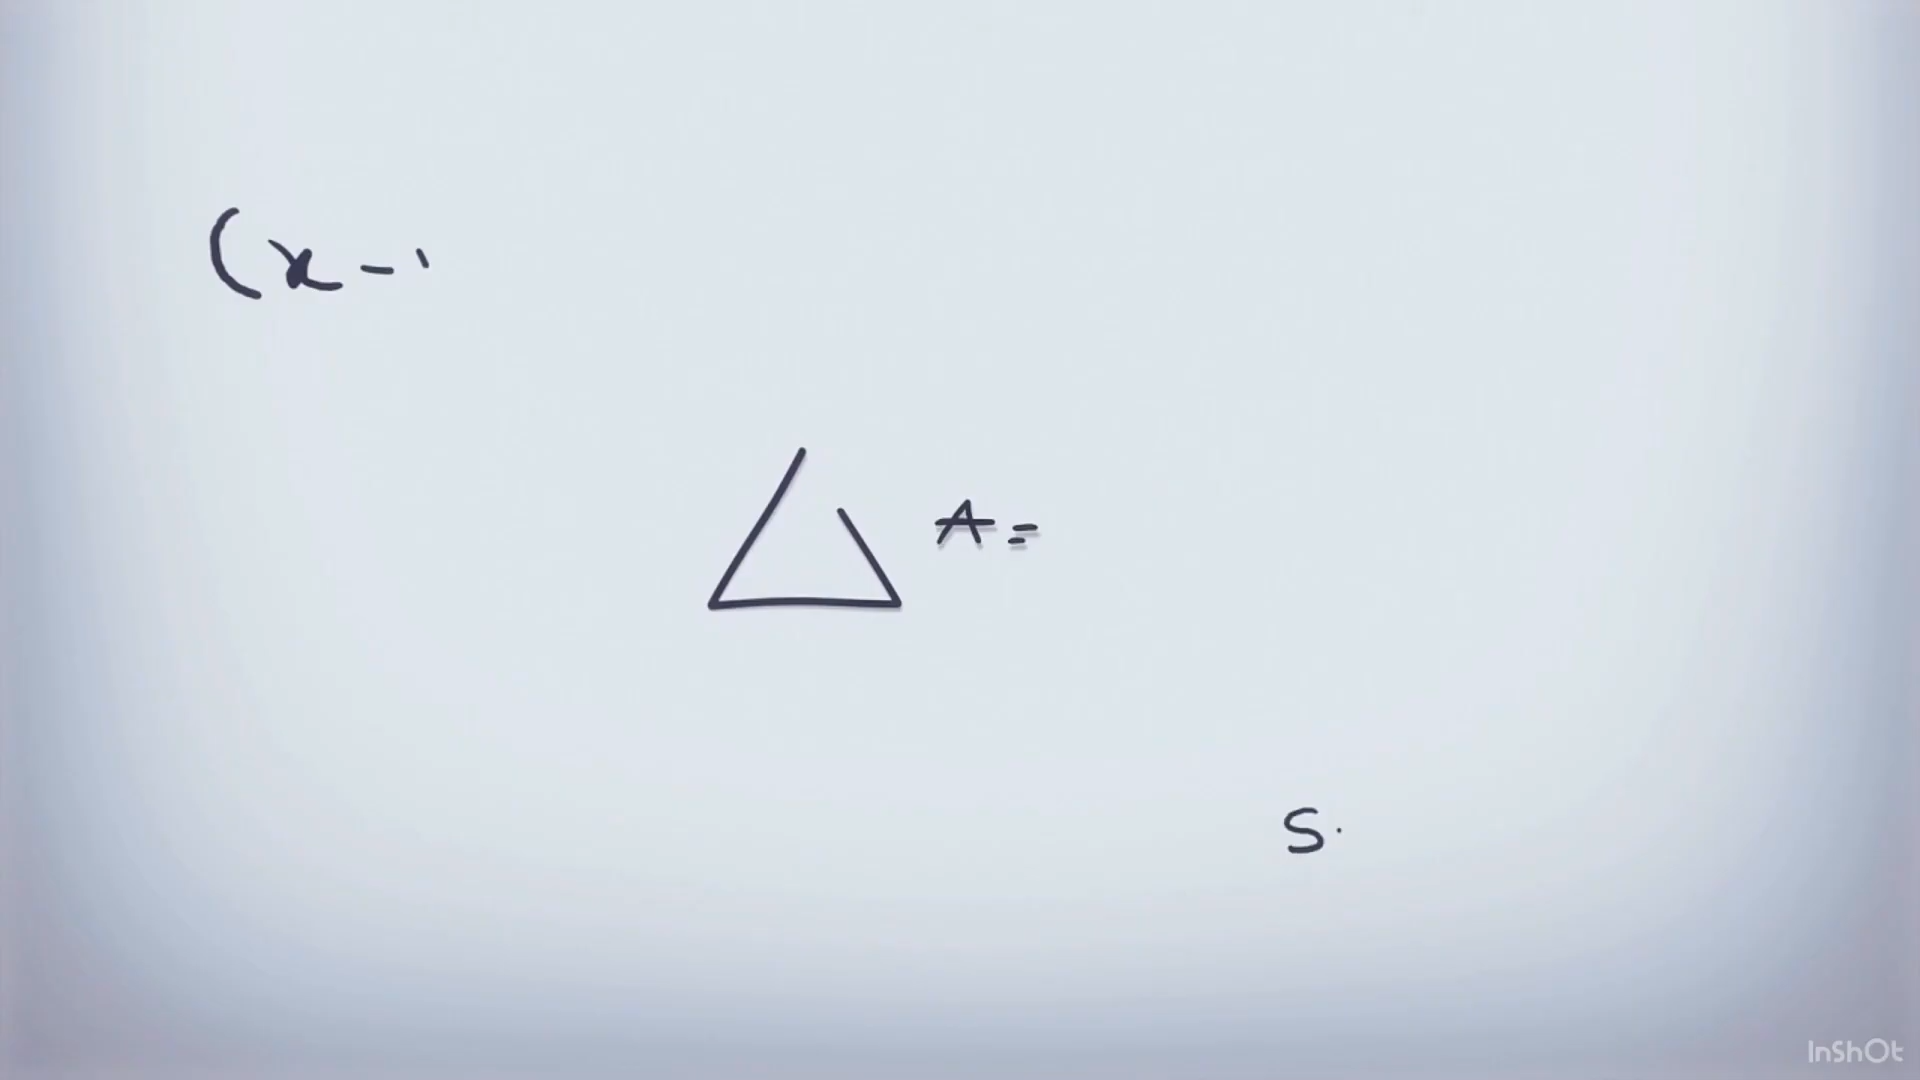 (x -
A =
S
InShOt